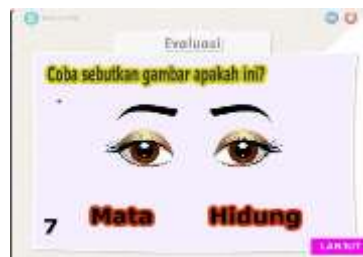 Evaluasi
Coba sebutkan gambar apakah ini?
Mata Hidung
7
LANJUT